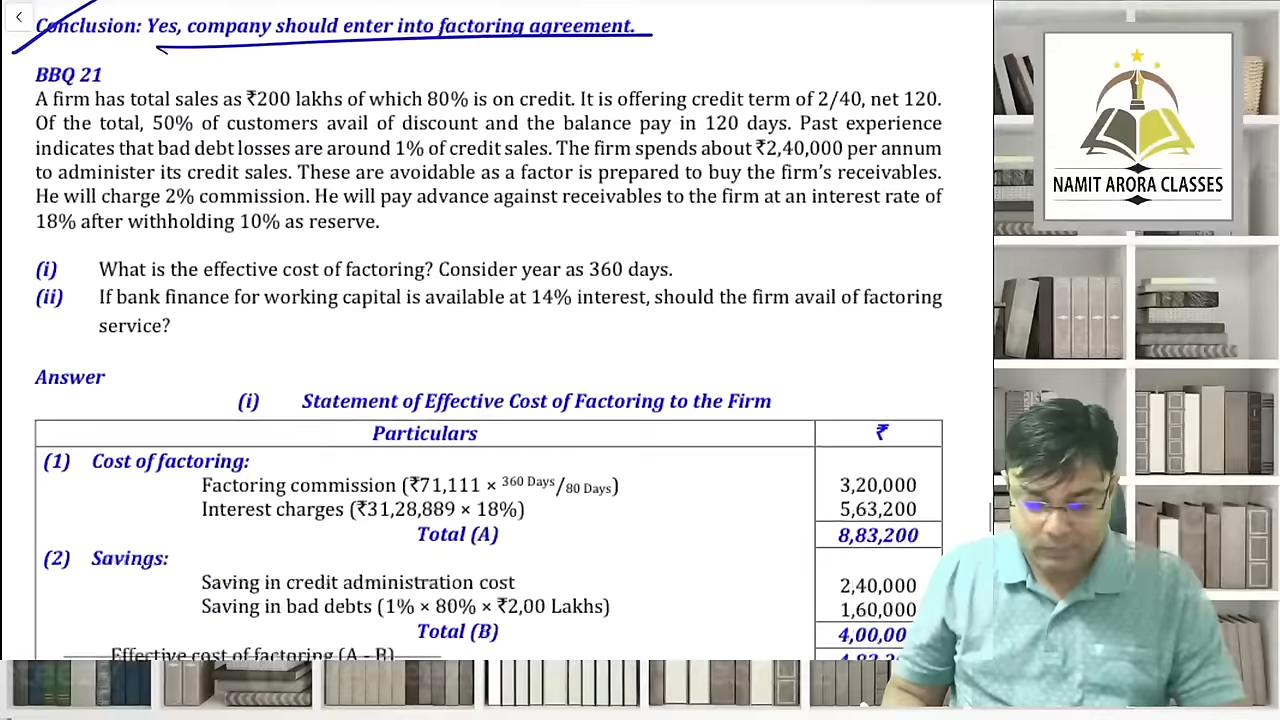 Conclusion: Yes, company should enter into factoring agreement.
BBQ 21
A firm has total sales as ₹200 lakhs of which 80% is on credit. It is offering credit term of 2/40, net 120.
Of the total, 50% of customers avail of discount and the balance pay in 120 days. Past experience
indicates that bad debt losses are around 1% of credit sales. The firm spends about ₹2,40,000 per annum
to administer its credit sales. These are avoidable as a factor is prepared to buy the firm's receivables.
He will charge 2% commission. He will pay advance against receivables to the firm at an interest rate of
18% after withholding 10% as reserve.
(i) What is the effective cost of factoring? Consider year as 360 days.
(ii) If bank finance for working capital is available at 14% interest, should the firm avail of factoring
service?
Answer
(i) Statement of Effective Cost of Factoring to the Firm
Particulars ₹
(1) Cost of factoring:
Factoring commission (₹71,111 × 360 Days/80 Days) 3,20,000
Interest charges (₹31,28,889 × 18%) 5,63,200
Total (A) 8,83,200
(2) Savings:
Saving in credit administration cost 2,40,000
Saving in bad debts (1% × 80% × ₹2,00 Lakhs) 1,60,000
Total (B) 4,00,00
Effective cost of factoring (A - B)
NAMIT ARORA CLASSES